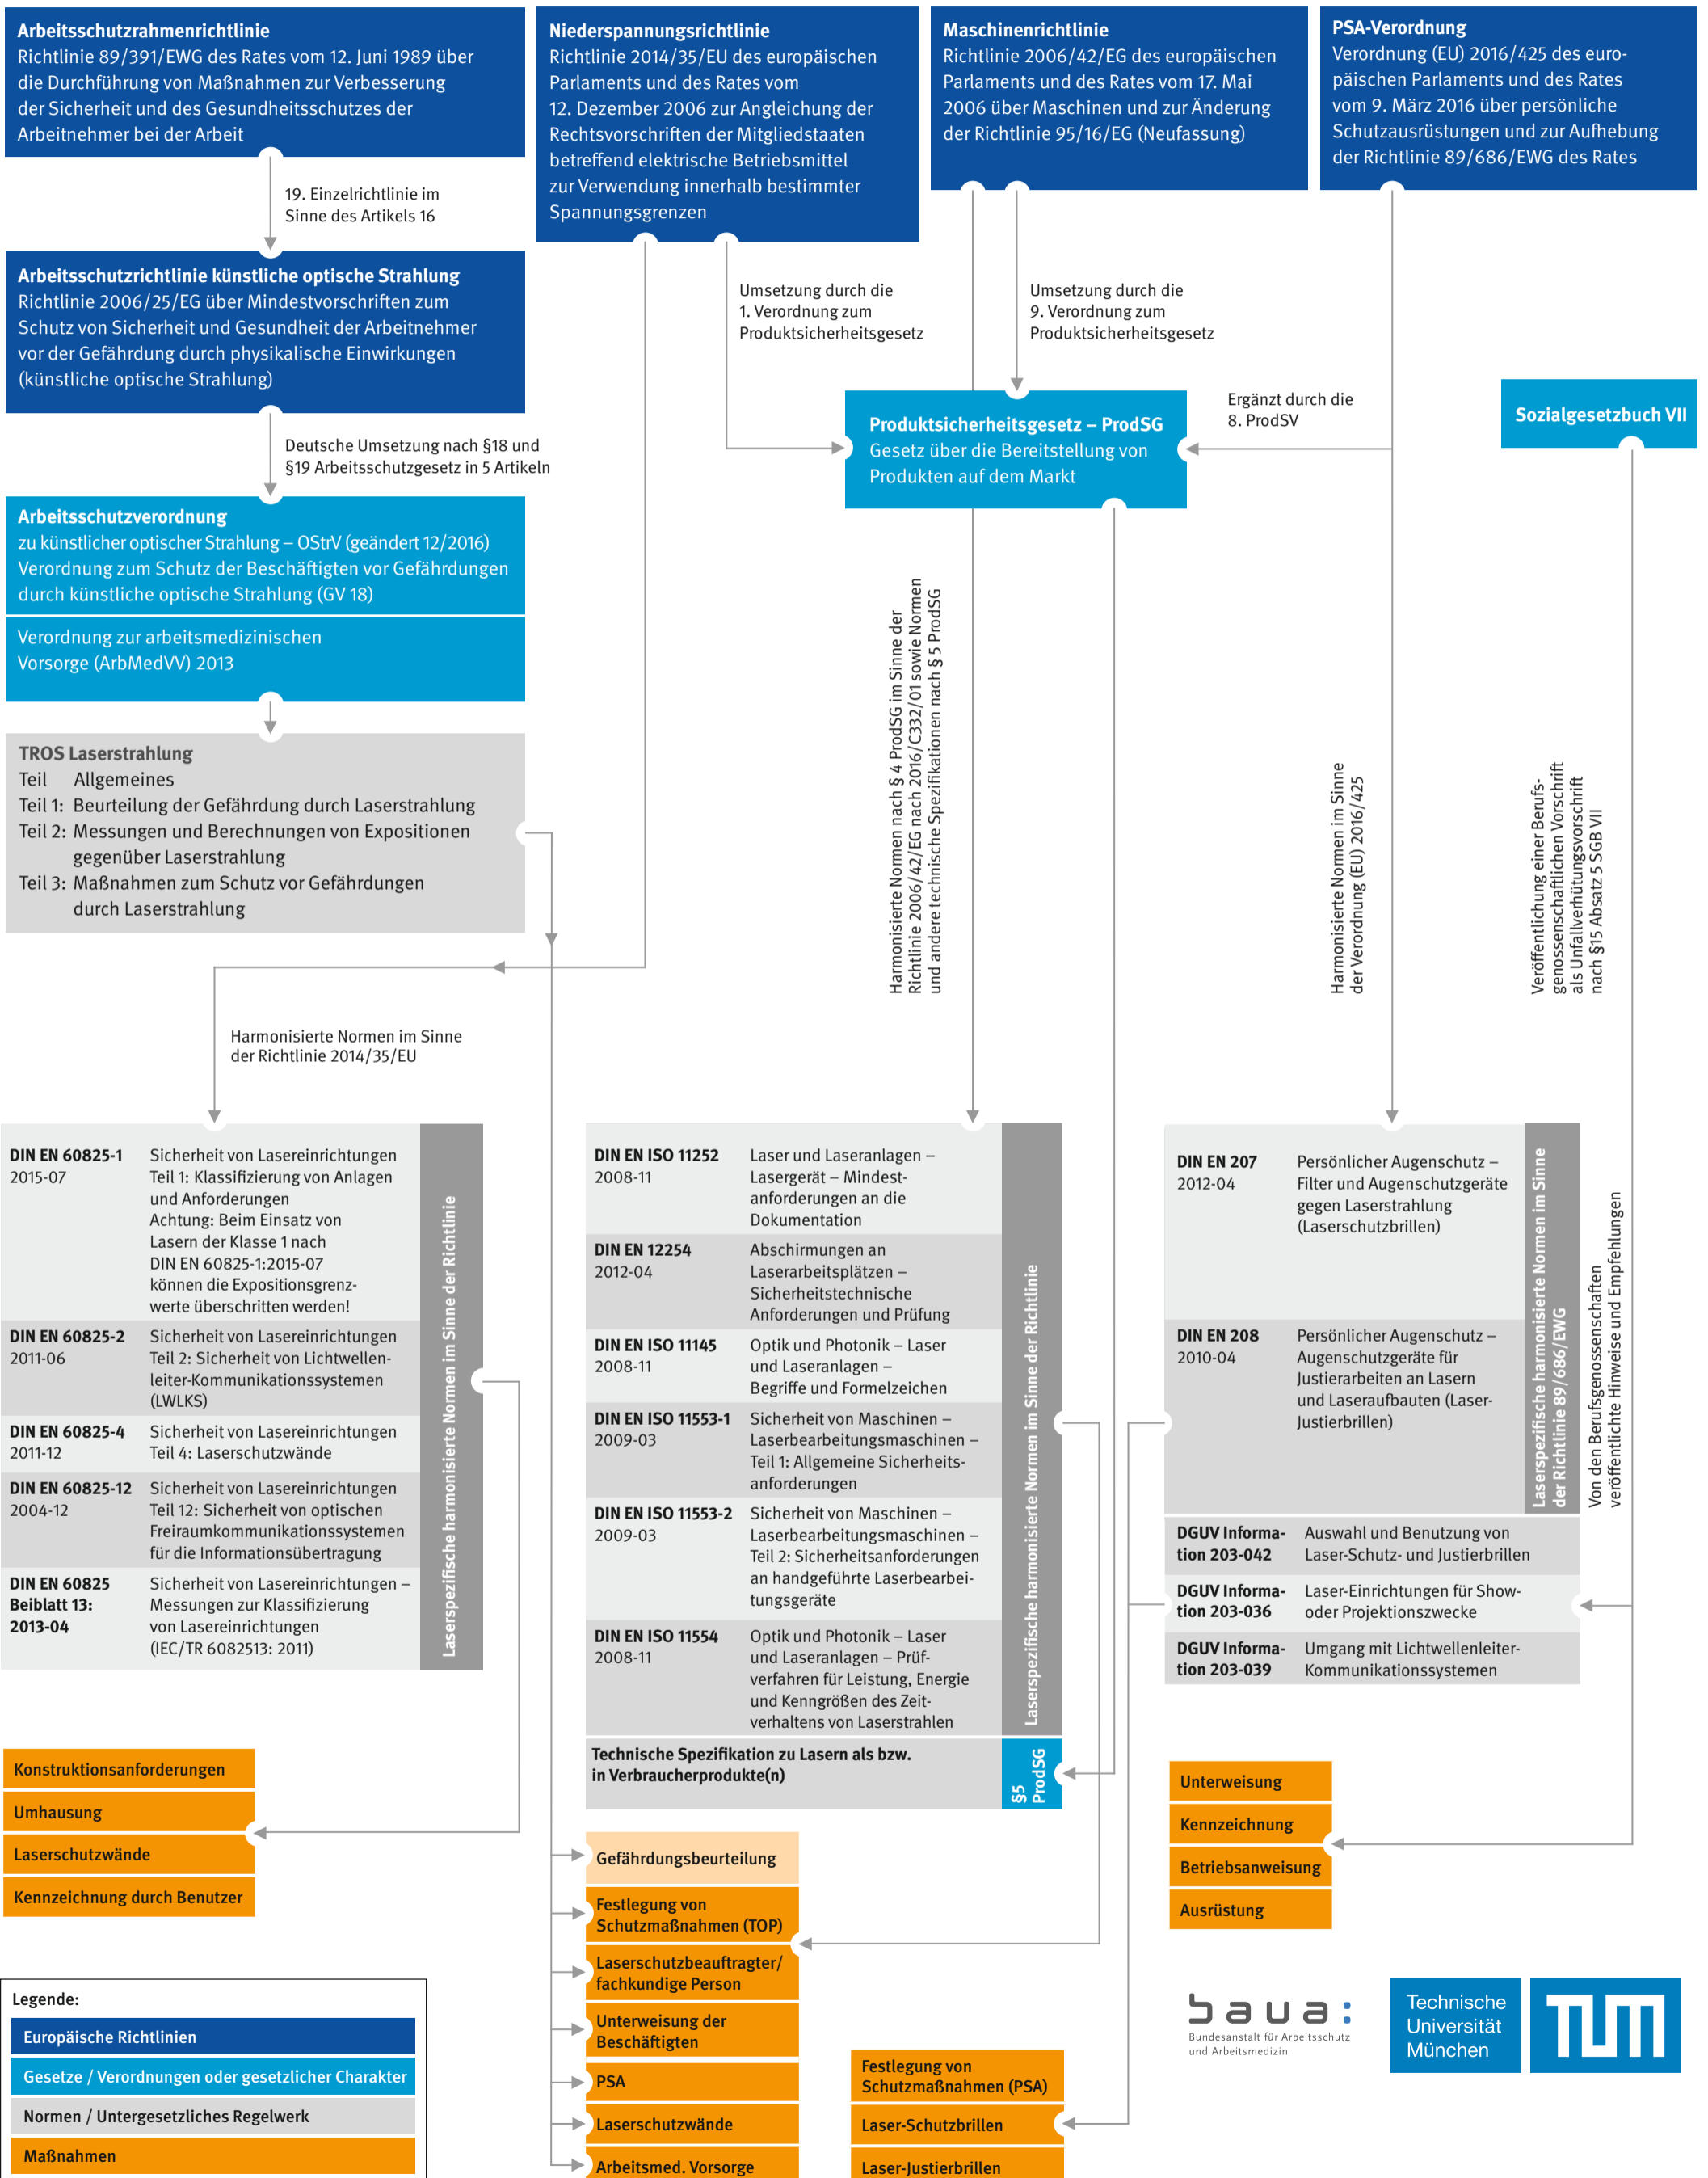 Arbeitsschutzrahmenrichtlinie
Richtlinie 89/391/EWG des Rates vom 12. Juni 1989 über
die Durchführung von Maßnahmen zur Verbesserung
der Sicherheit und des Gesundheitsschutzes der
Arbeitnehmer bei der Arbeit
Niederspannungsrichtlinie
Richtlinie 2014/35/EU des europäischen
Parlaments und des Rates vom
12. Dezember 2006 zur Angleichung der
Rechtsvorschriften der Mitgliedstaaten
betreffend elektrische Betriebsmittel
zur Verwendung innerhalb bestimmter
Spannungsgrenzen
Maschinenrichtlinie
Richtlinie 2006/42/EG des europäischen
Parlaments und des Rates vom 17. Mai
2006 über Maschinen und zur Änderung
der Richtlinie 95/16/EG (Neufassung)
PSA-Verordnung
Verordnung (EU) 2016/425 des euro-
päischen Parlaments und des Rates
vom 9. März 2016 über persönliche
Schutzausrüstungen und zur Aufhebung
der Richtlinie 89/686/EWG des Rates
19. Einzelrichtlinie im
Sinne des Artikels 16
Arbeitsschutzrichtlinie künstliche optische Strahlung
Richtlinie 2006/25/EG über Mindestvorschriften zum
Schutz von Sicherheit und Gesundheit der Arbeitnehmer
vor der Gefährdung durch physikalische Einwirkungen
(künstliche optische Strahlung)
Umsetzung durch die
1. Verordnung zum
Produktsicherheitsgesetz
Umsetzung durch die
9. Verordnung zum
Produktsicherheitsgesetz
Ergänzt durch die
8. ProdSV
Sozialgesetzbuch VII
Produktsicherheitsgesetz – ProdSG
Gesetz über die Bereitstellung von
Produkten auf dem Markt
Deutsche Umsetzung nach §18 und
§19 Arbeitsschutzgesetz in 5 Artikeln
Arbeitsschutzverordnung
zu künstlicher optischer Strahlung – OStrV (geändert 12/2016)
Verordnung zum Schutz der Beschäftigten vor Gefährdungen
durch künstliche optische Strahlung (GV 18)
Verordnung zur arbeitsmedizinischen
Vorsorge (ArbMedVV) 2013
TROS Laserstrahlung
Teil Allgemeines
Teil 1: Beurteilung der Gefährdung durch Laserstrahlung
Teil 2: Messungen und Berechnungen von Expositionen
gegenüber Laserstrahlung
Teil 3: Maßnahmen zum Schutz vor Gefährdungen
durch Laserstrahlung
Harmonisierte Normen nach § 4 ProdSG im Sinne der
Richtlinie 2006/42/EG nach 2016/C332/01 sowie Normen
und andere technische Spezifikationen nach § 5 ProdSG
Harmonisierte Normen im Sinne
der Verordnung (EU) 2016/425
Veröffentlichung einer Berufs-
genossenschaftlichen Vorschrift
als Unfallverhütungsvorschrift
nach §15 Absatz 5 SGB VII
Harmonisierte Normen im Sinne
der Richtlinie 2014/35/EU
DIN EN 60825-1
2015-07
Sicherheit von Lasereinrichtungen
Teil 1: Klassifizierung von Anlagen
und Anforderungen
Achtung: Beim Einsatz von
Lasern der Klasse 1 nach
DIN EN 60825-1:2015-07
können die Expositionsgrenz-
werte überschritten werden!
DIN EN 60825-2
2011-06
Sicherheit von Lasereinrichtungen
Teil 2: Sicherheit von Lichtwellen-
leiter-Kommunikationssystemen
(LWLKS)
DIN EN 60825-4
2011-12
Sicherheit von Lasereinrichtungen
Teil 4: Laserschutzwände
DIN EN 60825-12
2004-12
Sicherheit von Lasereinrichtungen
Teil 12: Sicherheit von optischen
Freiraumkommunikationssystemen
für die Informationsübertragung
DIN EN 60825
Beiblatt 13:
2013-04
Sicherheit von Lasereinrichtungen –
Messungen zur Klassifizierung
von Lasereinrichtungen
(IEC/TR 6082513: 2011)
Laserspezifische harmonisierte Normen im Sinne der Richtlinie
DIN EN ISO 11252
2008-11
Laser und Laseranlagen –
Lasergerät – Mindest-
anforderungen an die
Dokumentation
DIN EN 12254
2012-04
Abschirmungen an
Laserarbeitsplätzen –
Sicherheitstechnische
Anforderungen und Prüfung
DIN EN ISO 11145
2008-11
Optik und Photonik – Laser
und Laseranlagen –
Begriffe und Formelzeichen
DIN EN ISO 11553-1
2009-03
Sicherheit von Maschinen –
Laserbearbeitungsmaschinen –
Teil 1: Allgemeine Sicherheits-
anforderungen
DIN EN ISO 11553-2
2009-03
Sicherheit von Maschinen –
Laserbearbeitungsmaschinen –
Teil 2: Sicherheitsanforderungen
an handgeführte Laserbearbei-
tungsgeräte
DIN EN ISO 11554
2008-11
Optik und Photonik – Laser
und Laseranlagen – Prüf-
verfahren für Leistung, Energie
und Kenngrößen des Zeit-
verhaltens von Laserstrahlen
Laserspezifische harmonisierte Normen im Sinne der Richtlinie
Technische Spezifikation zu Lasern als bzw.
in Verbraucherprodukte(n)
§5
ProdSG
DIN EN 207
2012-04
Persönlicher Augenschutz –
Filter und Augenschutzgeräte
gegen Laserstrahlung
(Laserschutzbrillen)
DIN EN 208
2010-04
Persönlicher Augenschutz –
Augenschutzgeräte für
Justierarbeiten an Lasern
und Laseraufbauten (Laser-
Justierbrillen)
Laserspezifische harmonisierte Normen im Sinne
der Richtlinie 89/686/EWG
Von den Berufsgenossenschaften
veröffentlichte Hinweise und Empfehlungen
DGUV Informa-
tion 203-042
Auswahl und Benutzung von
Laser-Schutz- und Justierbrillen
DGUV Informa-
tion 203-036
Laser-Einrichtungen für Show-
oder Projektionszwecke
DGUV Informa-
tion 203-039
Umgang mit Lichtwellenleiter-
Kommunikationssystemen
Konstruktionsanforderungen
Umhausung
Laserschutzwände
Kennzeichnung durch Benutzer
Gefährdungsbeurteilung
Festlegung von
Schutzmaßnahmen (TOP)
Laserschutzbeauftragter/
fachkundige Person
Unterweisung der
Beschäftigten
PSA
Laserschutzwände
Arbeitsmed. Vorsorge
Festlegung von
Schutzmaßnahmen (PSA)
Laser-Schutzbrillen
Laser-Justierbrillen
Unterweisung
Kennzeichnung
Betriebsanweisung
Ausrüstung
Legende:
Europäische Richtlinien
Gesetze / Verordnungen oder gesetzlicher Charakter
Normen / Untergesetzliches Regelwerk
Maßnahmen
baua:
Bundesanstalt für Arbeitsschutz
und Arbeitsmedizin
Technische
Universität
München
TUM